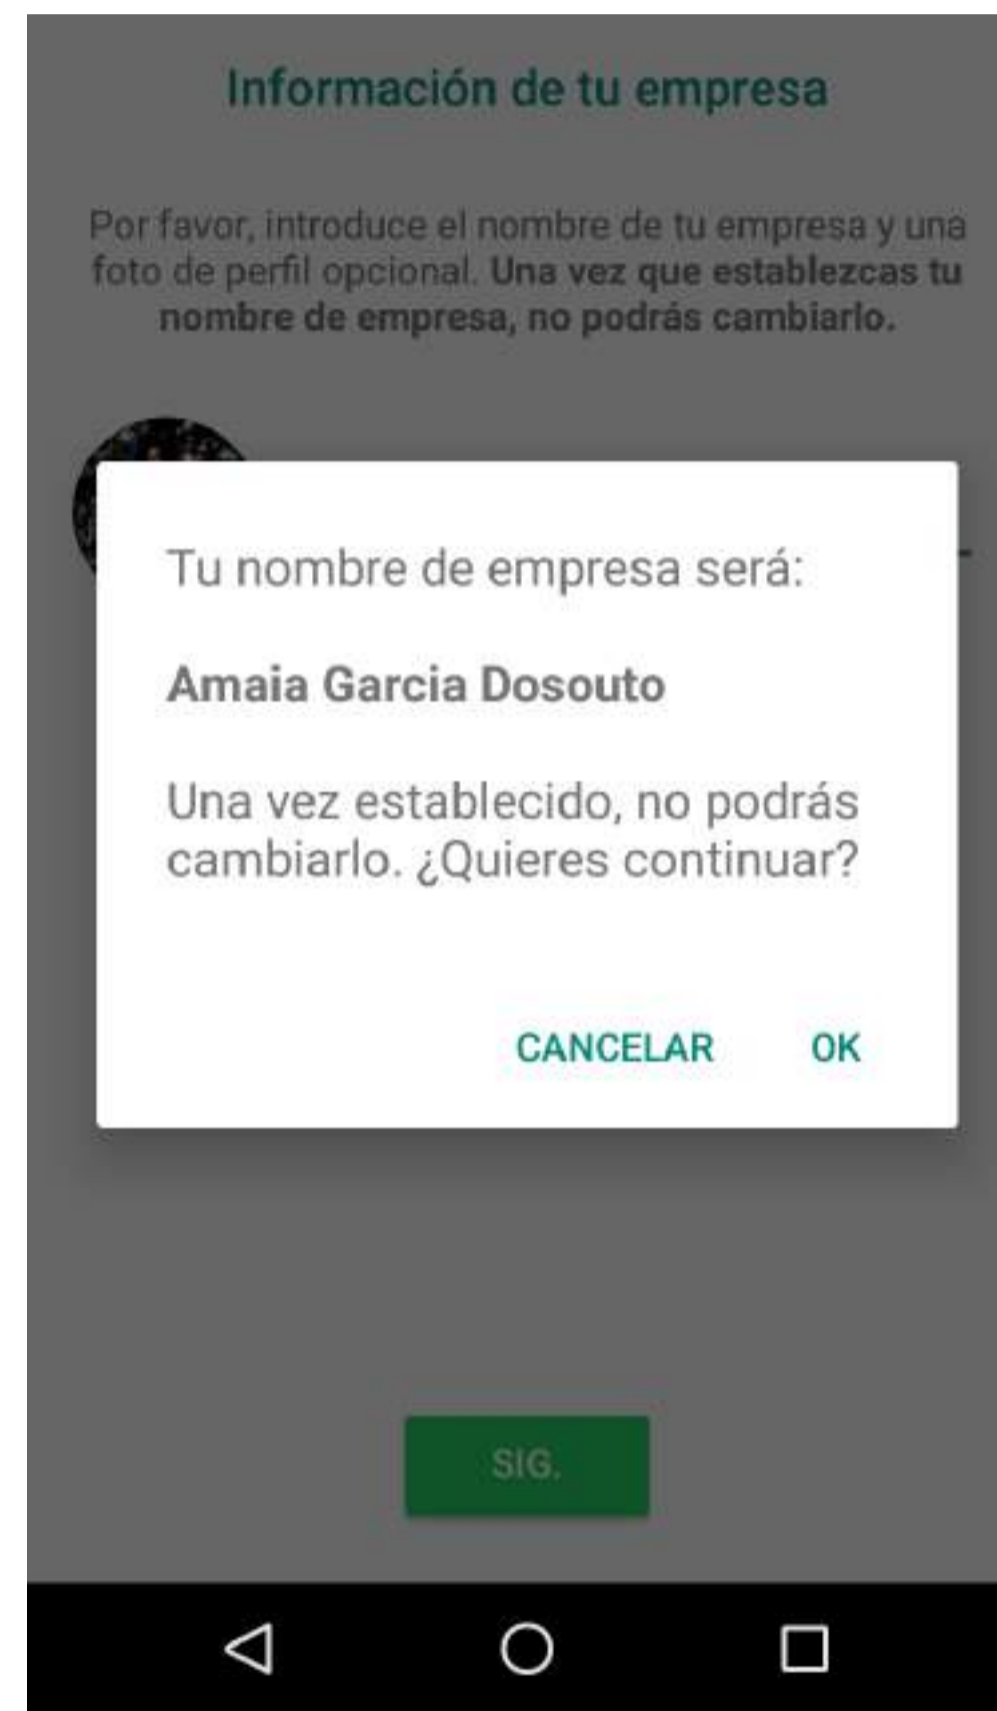 Información de tu empresa
Por favor, introduce el nombre de tu empresa y una
foto de perfil opcional. Una vez que establezcas tu
nombre de empresa, no podrás cambiarlo.
Tu nombre de empresa será:
Amaia Garcia Dosouto
Una vez establecido, no podrás
cambiarlo. ¿Quieres continuar?
CANCELAR OK
SIG.